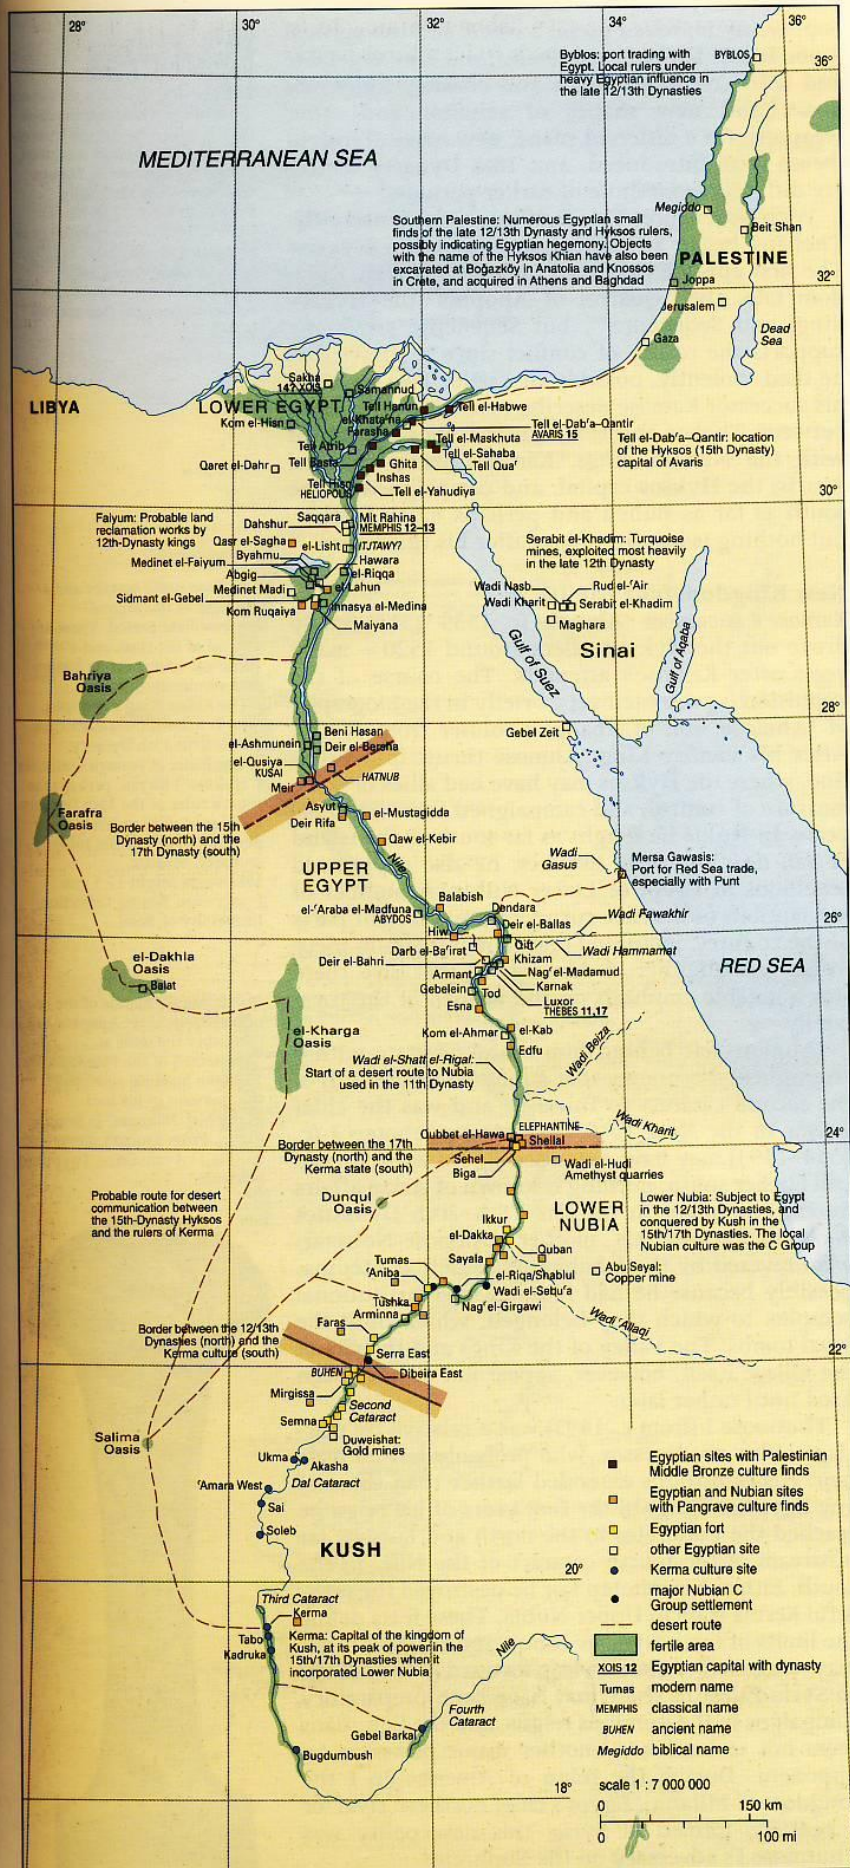 28°
30°
32°
34°
36°
36°
Byblos: port trading with
Egypt. Local rulers under
heavy Egyptian influence in
the late 12/13th Dynasties
BYBLOS
MEDITERRANEAN SEA
Megiddo
Beit Shan
Southern Palestine: Numerous Egyptian small
finds of the late 12/13th Dynasty and Hyksos rulers,
possibly indicating Egyptian hegemony. Objects
with the name of the Hyksos Khian have also been
excavated at Boğazköy in Anatolia and Knossos
in Crete, and acquired in Athens and Baghdad
PALESTINE
32°
Joppa
Jerusalem
Dead
Sea
Gaza
LIBYA
Sakha
14? XOIS
Samannud
LOWER EGYPT
Tell Hanun
Tell el-Habwe
Kom el-Hisn
el-Khata'na
Farasha
Tell el-Dab'a-Qantir
AVARIS 15
Tell el-Maskhuta
Tell el-Dab'a–Qantir: location
of the Hyksos (15th Dynasty)
capital of Avaris
Tell Atrib
Tell el-Sahaba
Qaret el-Dahr
Tell Basta
Ghita
Tell Qua'
Inshas
Tell Hisn
HELIOPOLIS
Tell el-Yahudiya
30°
Faiyum: Probable land
reclamation works by
12th-Dynasty kings
Saqqara
Mit Rahina
MEMPHIS 12–13
Dahshur
Qasr el-Sagha
el-Lisht
ITJTAWY?
Byahmu
Hawara
Medinet el-Faiyum
el-Riqqa
Abgig
el-Lahun
Medinet Madi
Sidmant el-Gebel
Ihnasya el-Medina
Kom Ruqaiya
Maiyana
Serabit el-Khadim: Turquoise
mines, exploited most heavily
in the late 12th Dynasty
Wadi Nasb
Rud el-'Air
Wadi Kharit
Serabit el-Khadim
Maghara
Sinai
Gulf of Suez
Gulf of Aqaba
Bahriya
Oasis
28°
Gebel Zeit
Beni Hasan
el-Ashmunein
Deir el-Bersha
el-Qusiya
KUSAI
HATNUB
Meir
Farafra
Oasis
Asyut
el-Mustagidda
Deir Rifa
Border between the 15th
Dynasty (north) and the
17th Dynasty (south)
Qaw el-Kebir
Nile
UPPER
EGYPT
Wadi
Gasus
Mersa Gawasis:
Port for Red Sea trade,
especially with Punt
Balabish
el-'Araba el-Madfuna
ABYDOS
Dendara
Deir el-Ballas
Wadi Fawakhir
26°
Hiw
Qift
Darb el-Ba'irat
Wadi Hammamat
Deir el-Bahri
Khizam
RED SEA
Armant
Nag' el-Madamud
el-Dakhla
Oasis
Balat
Gebelein
Tod
Karnak
Luxor
THEBES 11,17
Esna
el-Kharga
Oasis
Kom el-Ahmar
el-Kab
Edfu
Wadi el-Shatt el-Rigal:
Start of a desert route to Nubia
used in the 11th Dynasty
Wadi Beiza
ELEPHANTINE
Wadi Kharit
24°
Qubbet el-Hawa
Shellal
Border between the 17th
Dynasty (north) and the
Kerma state (south)
Sehel
Biga
Wadi el-Hudi
Amethyst quarries
Probable route for desert
communication between
the 15th-Dynasty Hyksos
and the rulers of Kerma
Dunqul
Oasis
LOWER
NUBIA
Lower Nubia: Subject to Egypt
in the 12/13th Dynasties, and
conquered by Kush in the
15th/17th Dynasties. The local
Nubian culture was the C Group
Ikkur
el-Dakka
Quban
Tumas
Sayala
'Aniba
el-Riqa/Shablul
Abu Seyal:
Copper mine
Wadi el-Sebu'a
Tushka
Nag' el-Girgawi
Arminna
Wadi 'Allaqi
Faras
Border between the 12/13th
Dynasties (north) and the
Kerma culture (south)
22°
Serra East
BUHEN
Dibeira East
Mirgissa
Second
Cataract
Semna
Salima
Oasis
Duweishat:
Gold mines
Ukma
Akasha
'Amara West
Dal Cataract
Sai
Soleb
KUSH
20°
Third Cataract
Kerma
Tabo
Kadruka
Kerma: Capital of the kingdom of
Kush, at its peak of power in the
15th/17th Dynasties when it
incorporated Lower Nubia
Nile
Fourth
Cataract
Gebel Barkal
Bugdumbush
18°
Egyptian sites with Palestinian
Middle Bronze culture finds
Egyptian and Nubian sites
with Pangrave culture finds
Egyptian fort
other Egyptian site
Kerma culture site
major Nubian C
Group settlement
desert route
fertile area
XOIS 12 Egyptian capital with dynasty
Tumas modern name
MEMPHIS classical name
BUHEN ancient name
Megiddo biblical name
scale 1 : 7 000 000
0 150 km
0 100 mi